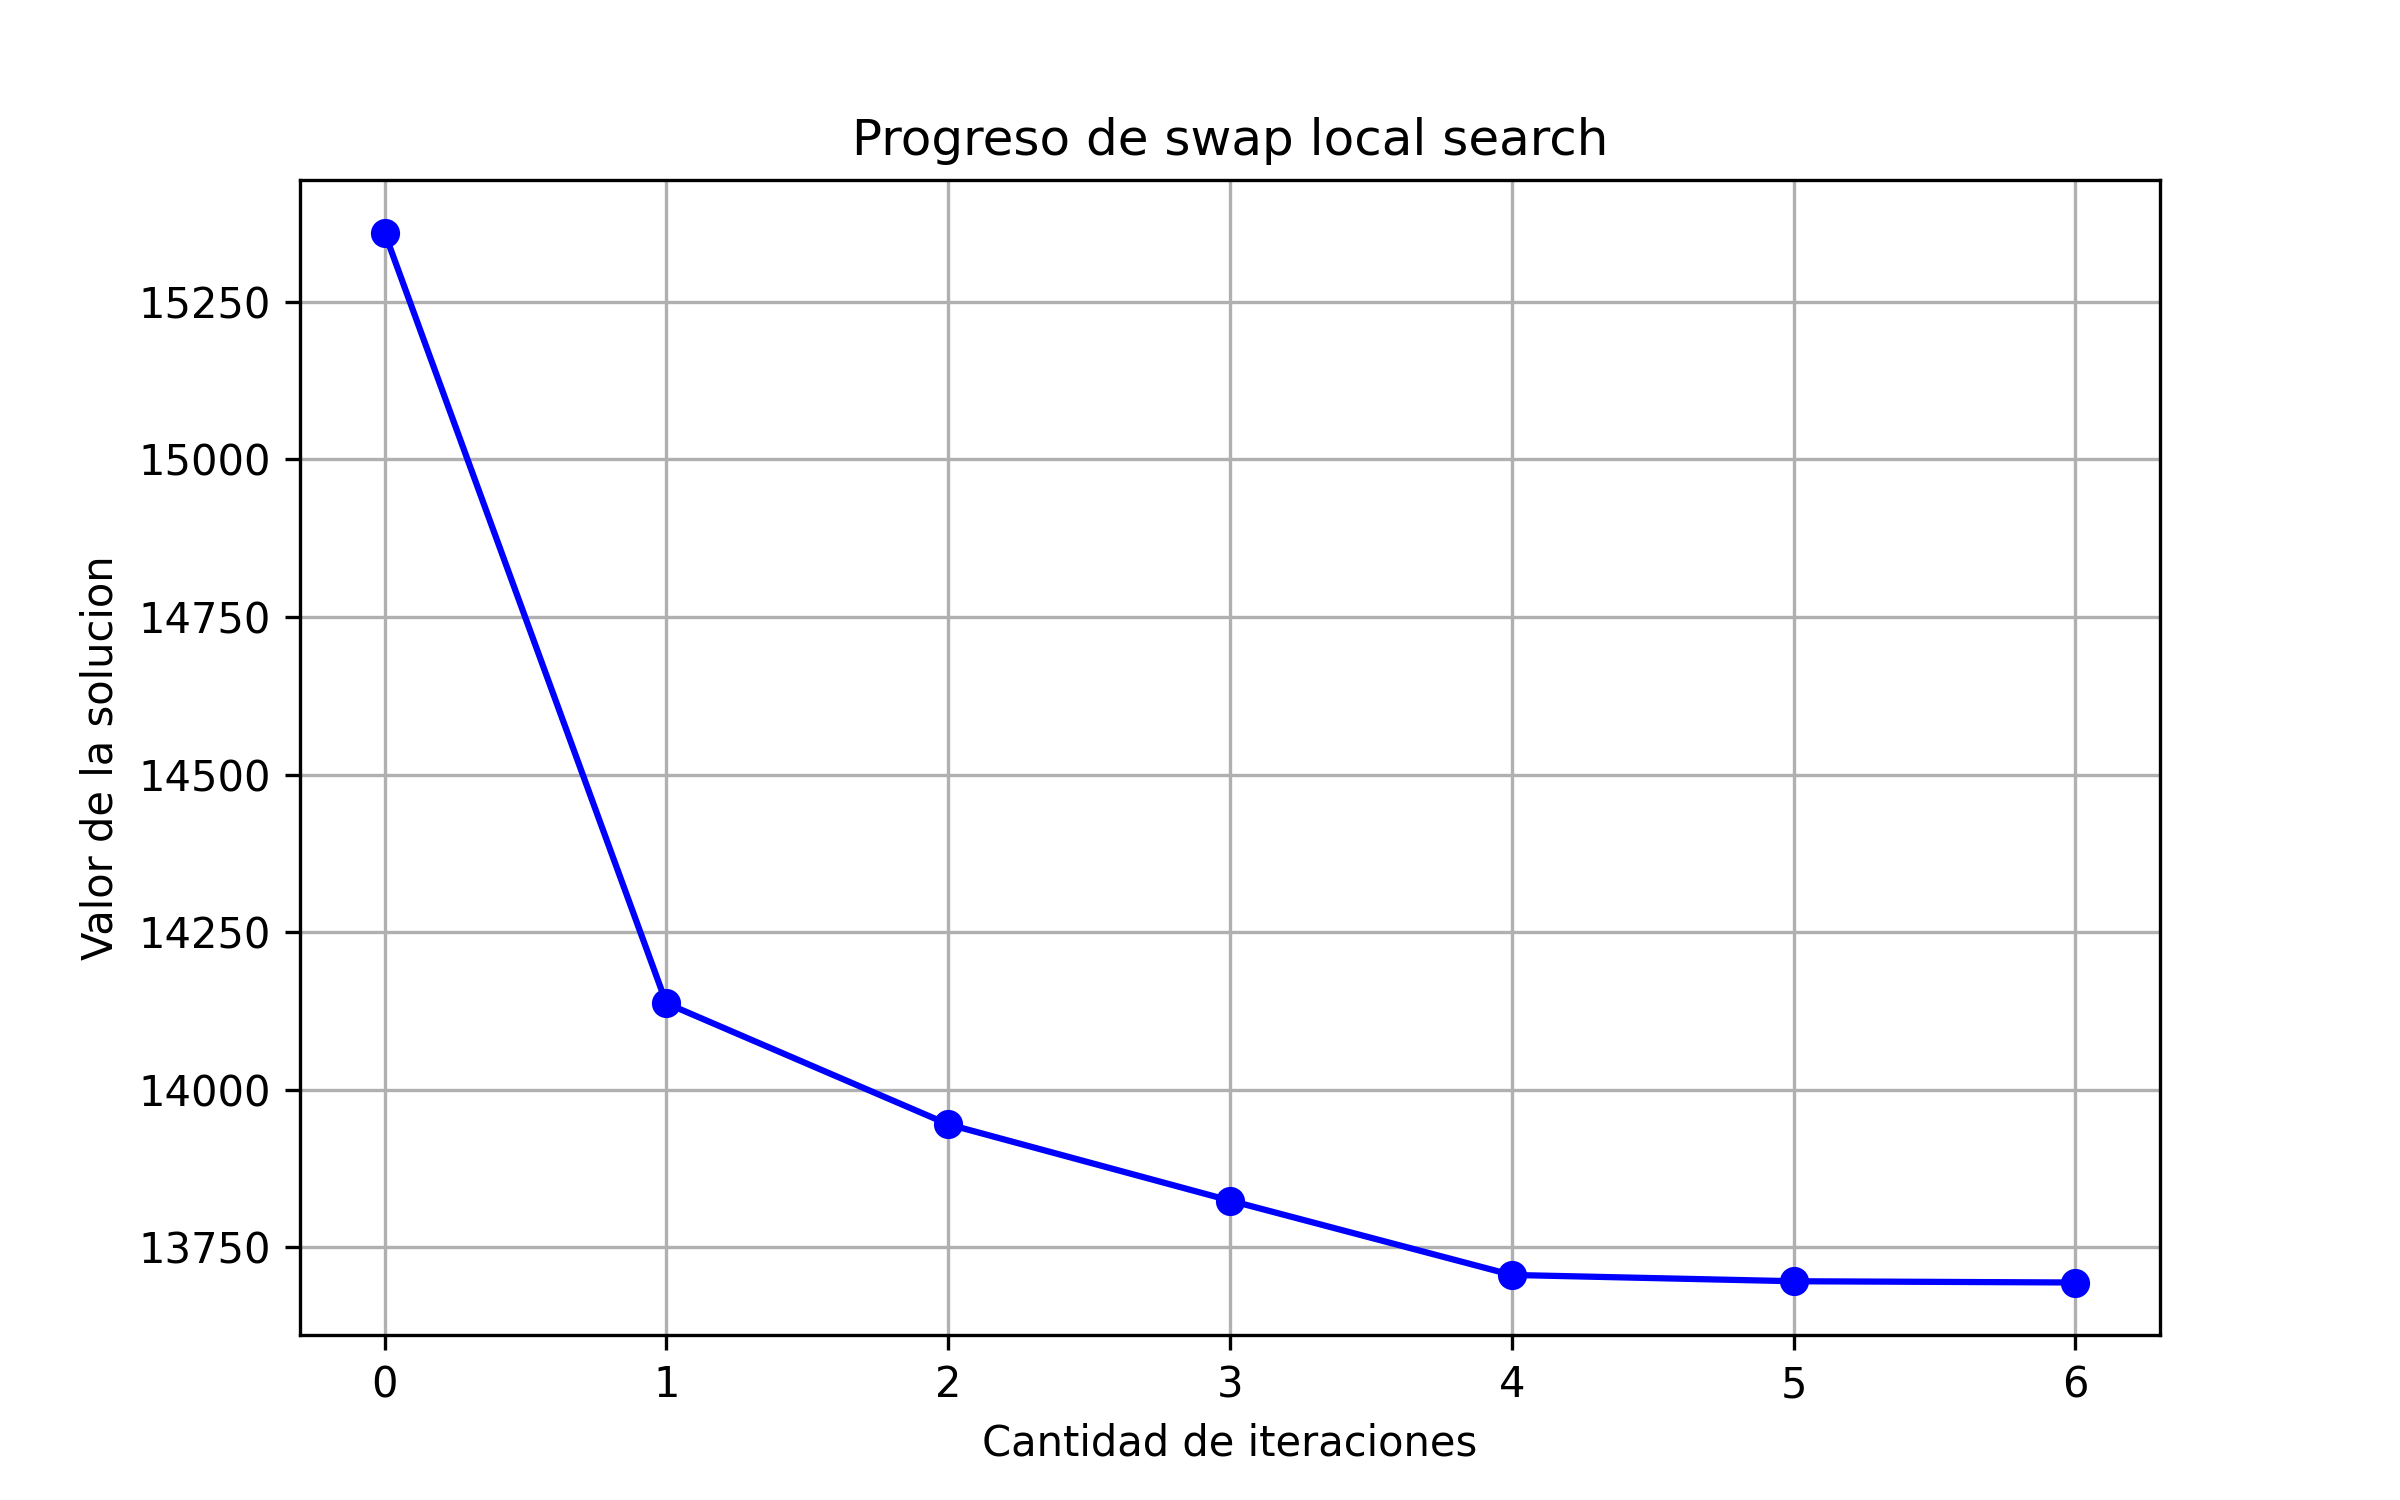 Progreso de swap local search
Valor de la solucion
15250
15000
14750
14500
14250
14000
13750
0 1 2 3 4 5 6
Cantidad de iteraciones